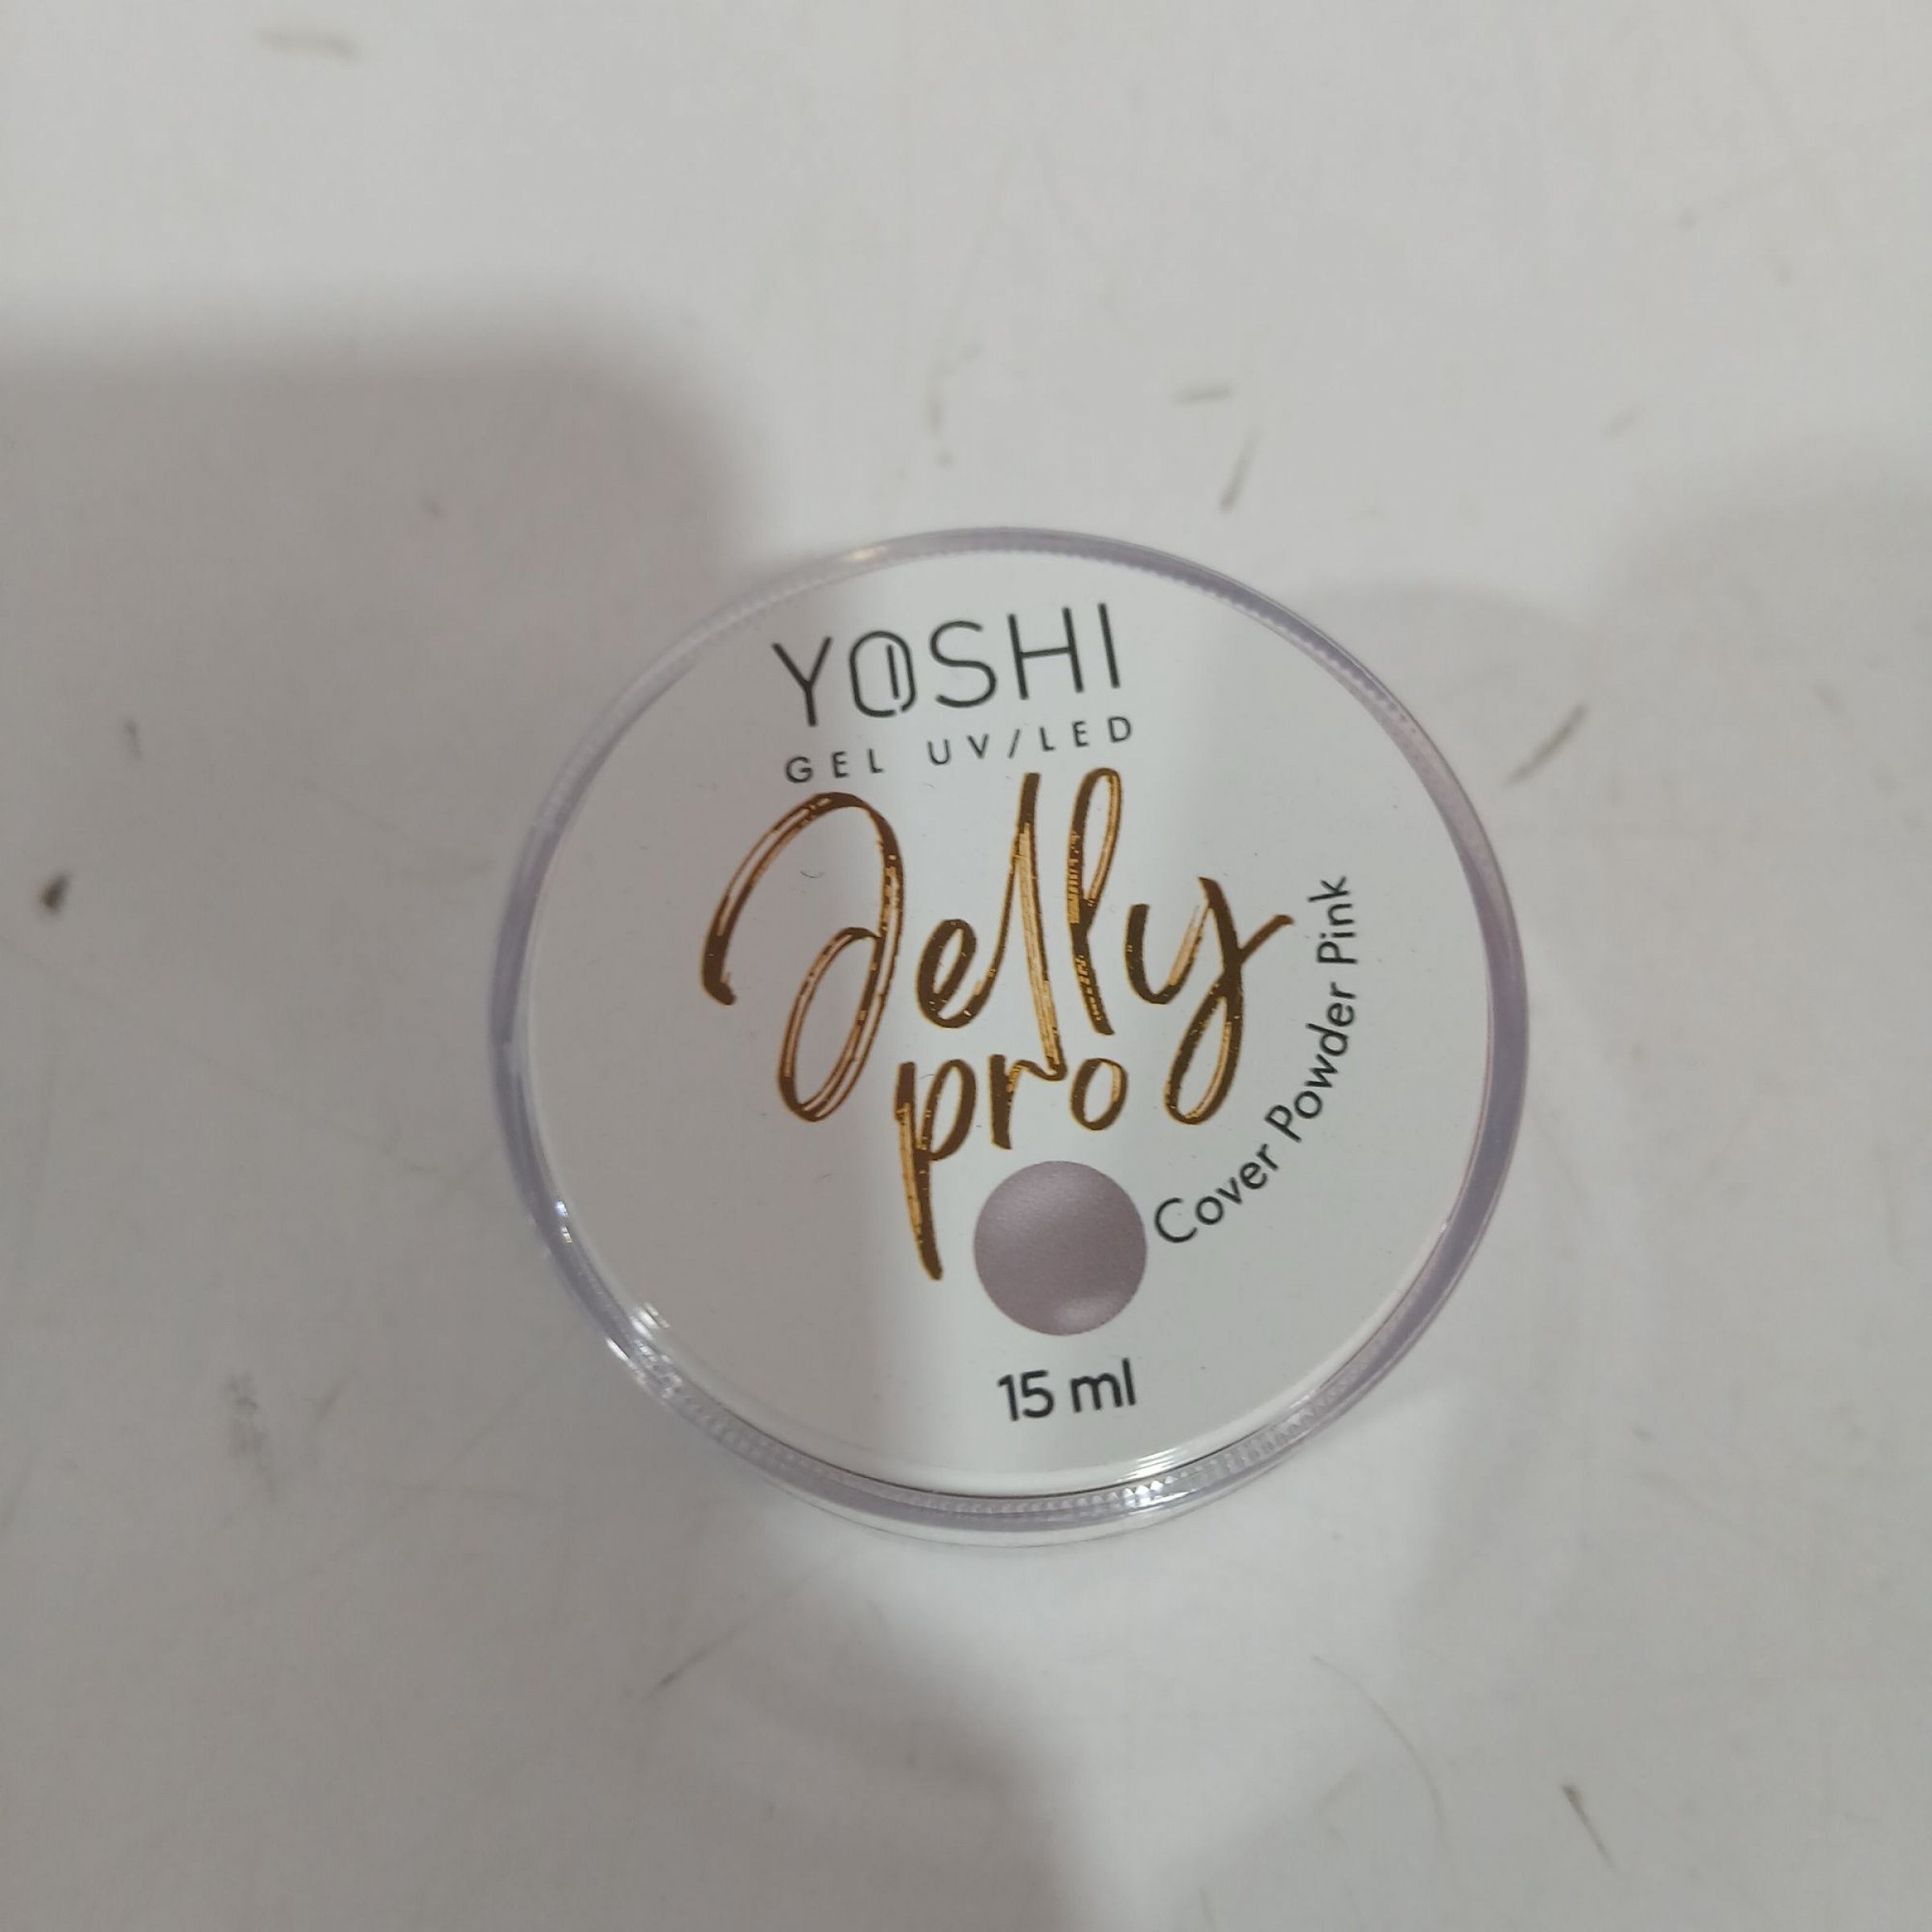 YOSHI
GEL UV/LED
Jelly
pro
Cover Powder Pink
15 ml